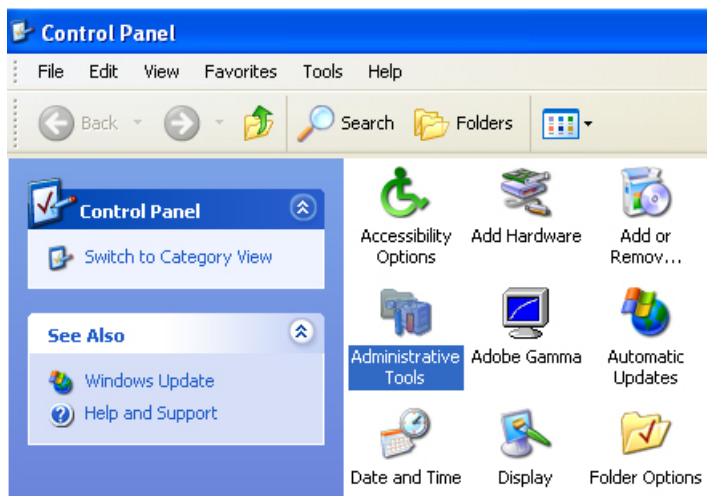 Control Panel
File Edit View Favorites Tools Help
Back Search Folders
Control Panel
Switch to Category View
See Also
Windows Update
Help and Support
Accessibility Options
Add Hardware
Add or Remov...
Administrative Tools
Adobe Gamma
Automatic Updates
Date and Time
Display
Folder Options